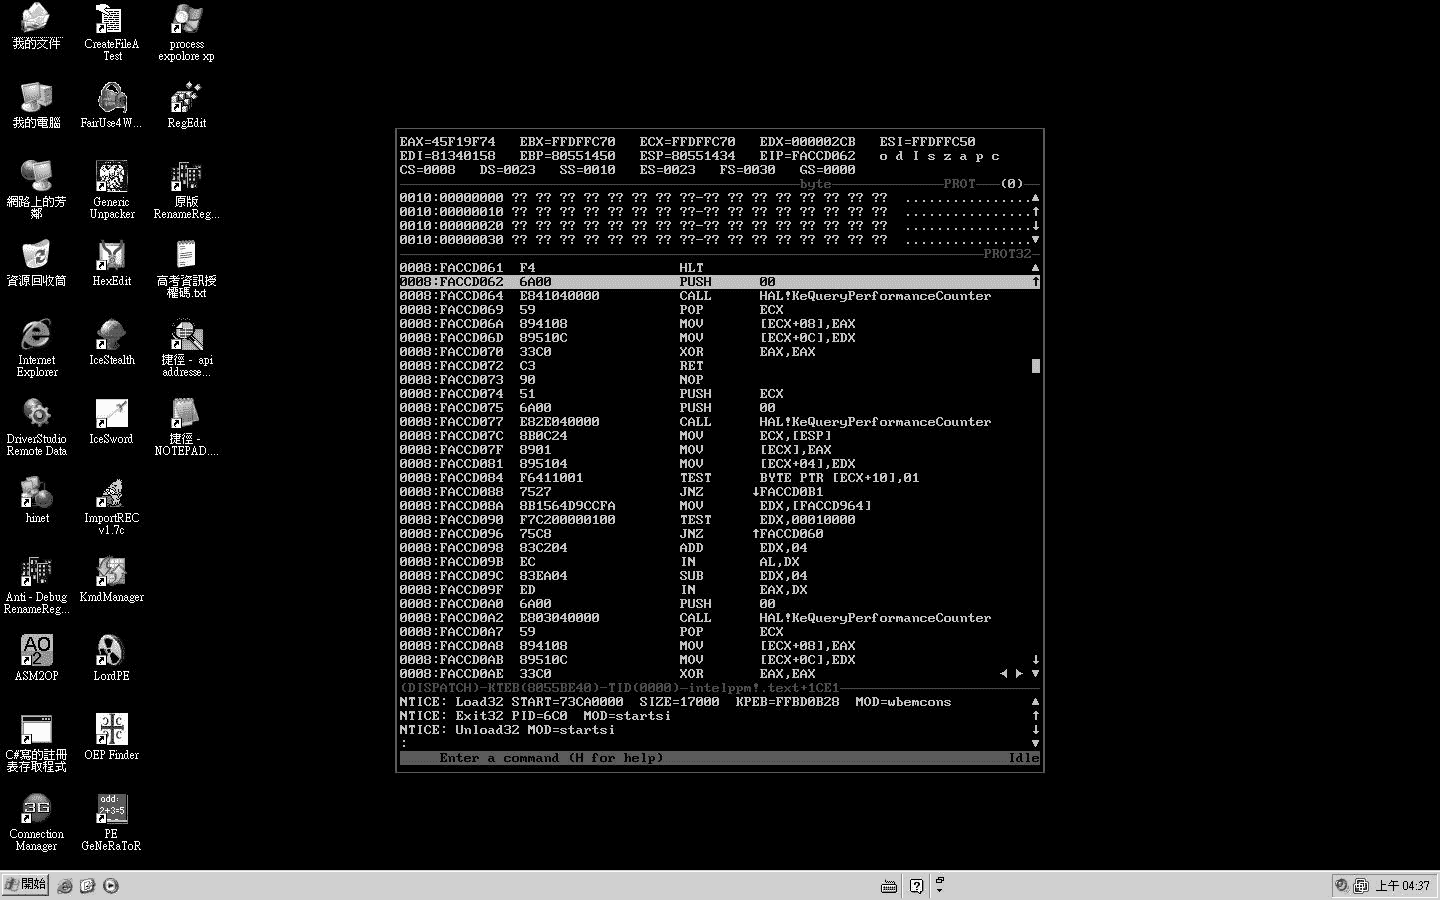 我的文件
CreateFileA
Test
process
expolore xp
我的電腦
FairUse4W...
RegEdit
網路上的芳
鄰
Generic
Unpacker
原版
RenameReg...
資源回收筒
HexEdit
高考資訊授
權碼.txt
Internet
Explorer
IceStealth
捷徑 - api
addresse...
DriverStudio
Remote Data
IceSword
捷徑 -
NOTEPAD....
hinet
ImportREC
v1.7c
Anti - Debug
RenameReg...
KmdManager
AO
2
ASM2OP
LordPE
C#寫的註冊
表存取程式
OEP Finder
3G
Connection
Manager
add:
2+3=5
PE
GeNeRaToR
EAX=45F19F74 EBX=FFDFFC70 ECX=FFDFFC70 EDX=000002CB ESI=FFDFFC50
EDI=81340158 EBP=80551450 ESP=80551434 EIP=FACCD062 o d I s z a p c
CS=0008 DS=0023 SS=0010 ES=0023 FS=0030 GS=0000
byte PROT (0)
0010:00000000 ?? ?? ?? ?? ?? ?? ?? ??-?? ?? ?? ?? ?? ?? ?? ?? ................▲
0010:00000010 ?? ?? ?? ?? ?? ?? ?? ??-?? ?? ?? ?? ?? ?? ?? ?? ................↑
0010:00000020 ?? ?? ?? ?? ?? ?? ?? ??-?? ?? ?? ?? ?? ?? ?? ?? ................↓
0010:00000030 ?? ?? ?? ?? ?? ?? ?? ??-?? ?? ?? ?? ?? ?? ?? ?? ................▼
PROT32
0008:FACCD061 F4 HLT ▲
0008:FACCD062 6A00 PUSH 00 ↑
0008:FACCD064 E841040000 CALL HAL!KeQueryPerformanceCounter
0008:FACCD069 59 POP ECX
0008:FACCD06A 894108 MOV [ECX+08],EAX
0008:FACCD06D 89510C MOV [ECX+0C],EDX
0008:FACCD070 33C0 XOR EAX,EAX
0008:FACCD072 C3 RET
0008:FACCD073 90 NOP
0008:FACCD074 51 PUSH ECX
0008:FACCD075 6A00 PUSH 00
0008:FACCD077 E82E040000 CALL HAL!KeQueryPerformanceCounter
0008:FACCD07C 8B0C24 MOV ECX,[ESP]
0008:FACCD07F 8901 MOV [ECX],EAX
0008:FACCD081 895104 MOV [ECX+04],EDX
0008:FACCD084 F6411001 TEST BYTE PTR [ECX+10],01
0008:FACCD088 7527 JNZ ↓FACCD0B1
0008:FACCD08A 8B1564D9CCFA MOV EDX,[FACCD964]
0008:FACCD090 F7C200000100 TEST EDX,00010000
0008:FACCD096 75C8 JNZ ↑FACCD060
0008:FACCD098 83C204 ADD EDX,04
0008:FACCD09B EC IN AL,DX
0008:FACCD09C 83EA04 SUB EDX,04
0008:FACCD09F ED IN EAX,DX
0008:FACCD0A0 6A00 PUSH 00
0008:FACCD0A2 E803040000 CALL HAL!KeQueryPerformanceCounter
0008:FACCD0A7 59 POP ECX
0008:FACCD0A8 894108 MOV [ECX+08],EAX
0008:FACCD0AB 89510C MOV [ECX+0C],EDX ↓
0008:FACCD0AE 33C0 XOR EAX,EAX ◄ ► ▼
(DISPATCH)-KTEB(8055BE40)-TID(0000)-intelppm!.text+1CE1
NTICE: Load32 START=73CA0000 SIZE=17000 KPEB=FFBD0B28 MOD=wbemcons ▲
NTICE: Exit32 PID=6C0 MOD=startsi ↑
NTICE: Unload32 MOD=startsi ↓
: ▼
Enter a command (H for help) Idle
開始
上午 04:37